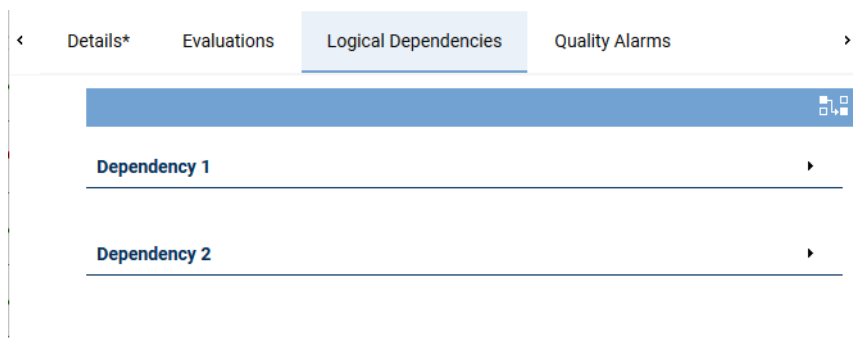 Details* Evaluations Logical Dependencies Quality Alarms
Dependency 1
Dependency 2